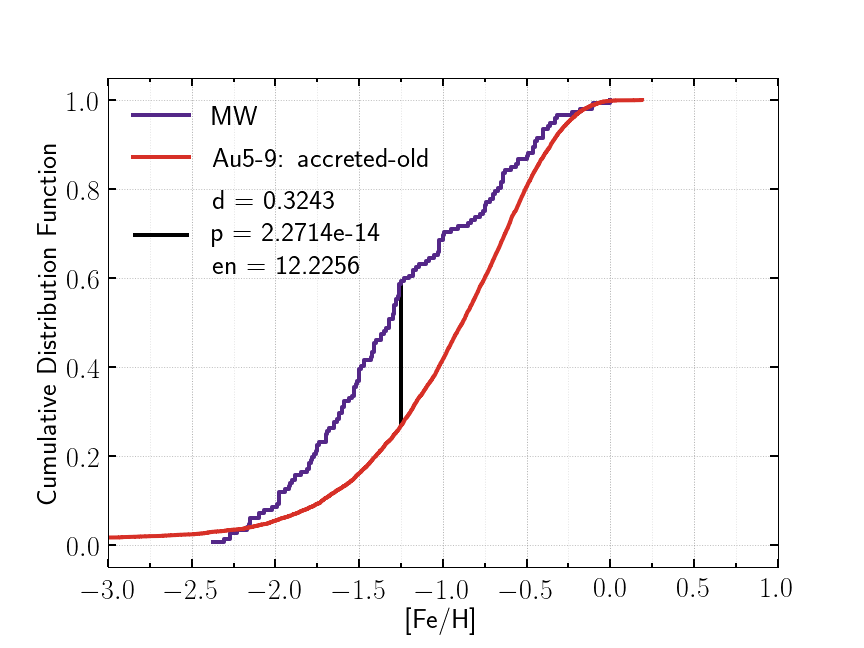 MW
Au5-9: accreted-old
d = 0.3243
p = 2.2714e-14
en = 12.2256
Cumulative Distribution Function
1.0
0.8
0.6
0.4
0.2
0.0
−3.0 −2.5 −2.0 −1.5 −1.0 −0.5 0.0 0.5 1.0
[Fe/H]